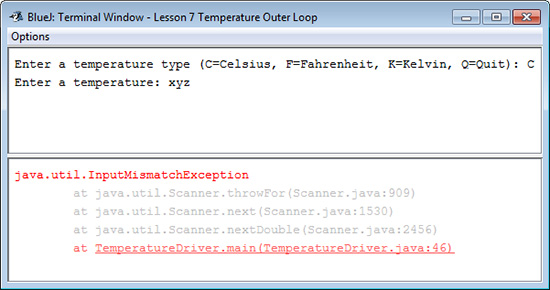 BlueJ: Terminal Window - Lesson 7 Temperature Outer Loop
Options
Enter a temperature type (C=Celsius, F=Fahrenheit, K=Kelvin, Q=Quit): C
Enter a temperature: xyz
java.util.InputMismatchException
at java.util.Scanner.throwFor(Scanner.java:909)
at java.util.Scanner.next(Scanner.java:1530)
at java.util.Scanner.nextDouble(Scanner.java:2456)
at TemperatureDriver.main(TemperatureDriver.java:46)